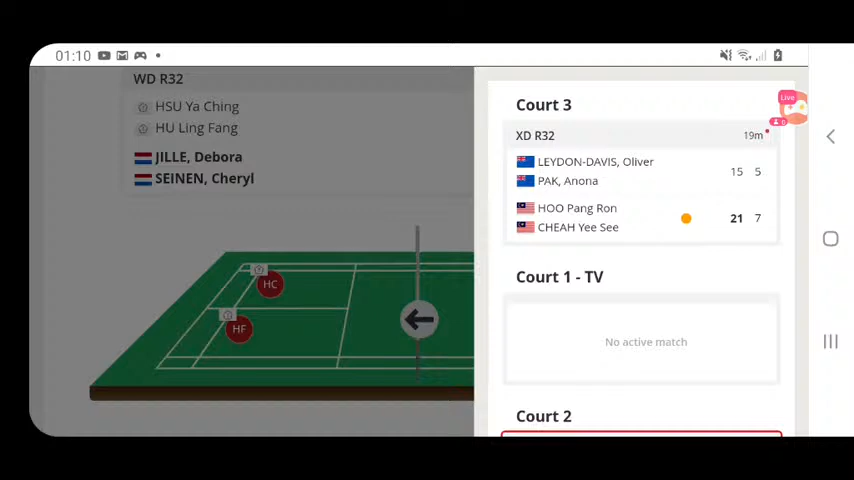 01:10
WD R32
HSU Ya Ching
HU Ling Fang
JILLE, Debora
SEINEN, Cheryl
HC
HF
Live
0
Court 3
XD R32 19m
LEYDON-DAVIS, Oliver
PAK, Anona
15 5
HOO Pang Ron
CHEAH Yee See
21 7
Court 1 - TV
No active match
Court 2